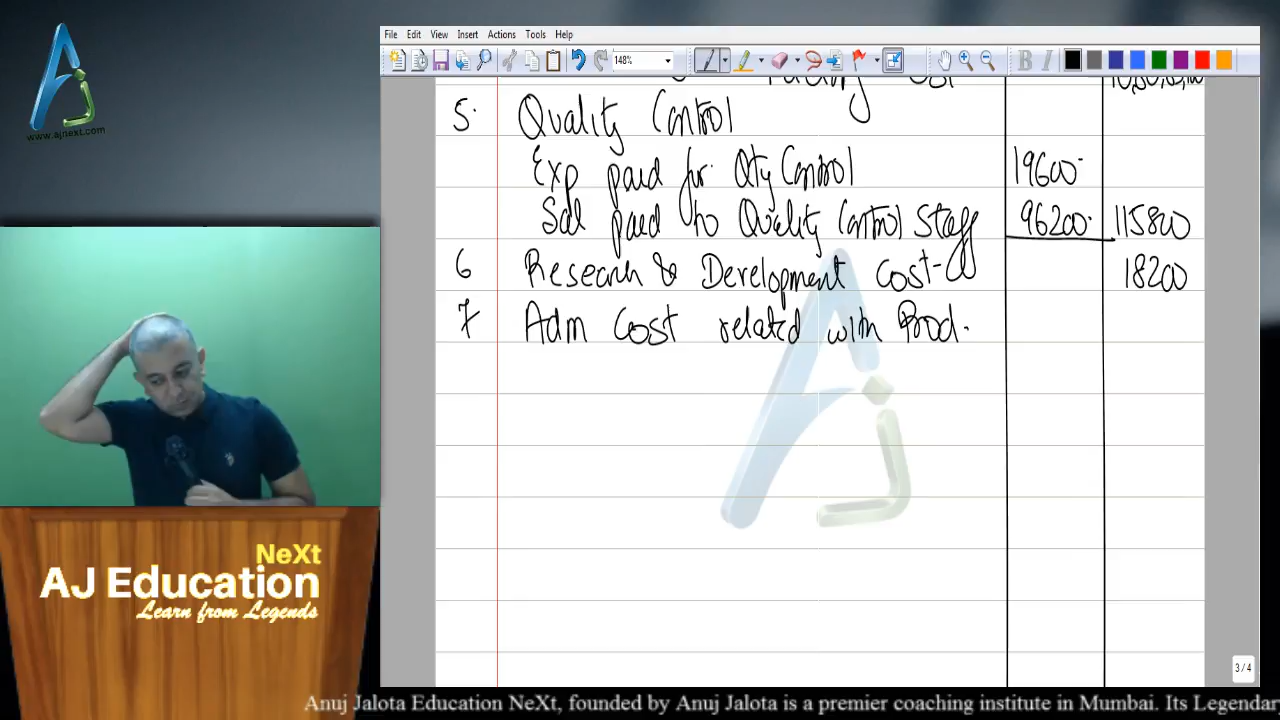 www.ajnext.com
File Edit View Insert Actions Tools Help
148%
B I
5. Quality Control
Exp paid for Qty Control 19600
Sal paid to Quality Control Staff 96200 115800
6 Research & Development Cost- 18200
7 Adm Cost related with Prod.
3 / 4
NeXt
AJ Education
Learn from Legends
Anuj Jalota Education NeXt, founded by Anuj Jalota is a premier coaching institute in Mumbai. Its Legendar